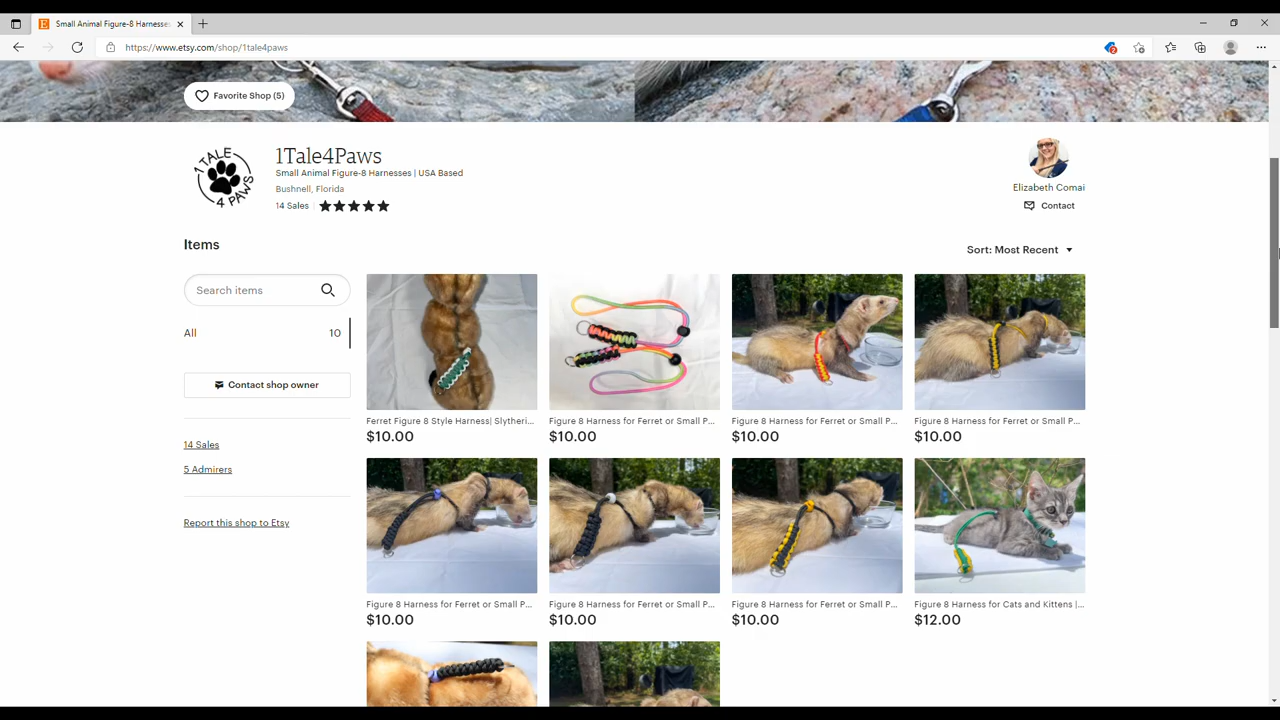 Small Animal Figure-8 Harnesses
https://www.etsy.com/shop/1tale4paws
2
Favorite Shop (5)
1 TALE
4 PAWS
1Tale4Paws
Small Animal Figure-8 Harnesses | USA Based
Bushnell, Florida
14 Sales
Elizabeth Comai
Contact
Items
Sort: Most Recent
Search items
All 10
Contact shop owner
14 Sales
5 Admirers
Report this shop to Etsy
Ferret Figure 8 Style Harness| Slytheri...
$10.00
Figure 8 Harness for Ferret or Small P...
$10.00
Figure 8 Harness for Ferret or Small P...
$10.00
Figure 8 Harness for Ferret or Small P...
$10.00
Figure 8 Harness for Ferret or Small P...
$10.00
Figure 8 Harness for Ferret or Small P...
$10.00
Figure 8 Harness for Ferret or Small P...
$10.00
Figure 8 Harness for Cats and Kittens |...
$12.00